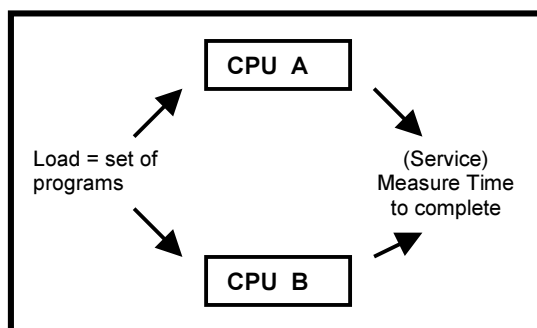 CPU A
Load = set of
programs
(Service)
Measure Time
to complete
CPU B